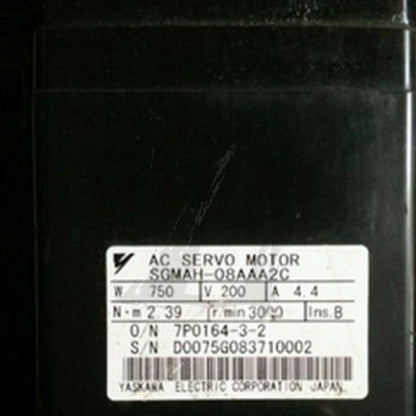 AC SERVO MOTOR
SGMAH-08AAA2C
W 750 V 200 A 4.4
N·m 2.39 r/min 3000 Ins.B
O/N 7P0164-3-2
S/N D0075G083710002
YASKAWA ELECTRIC CORPORATION JAPAN